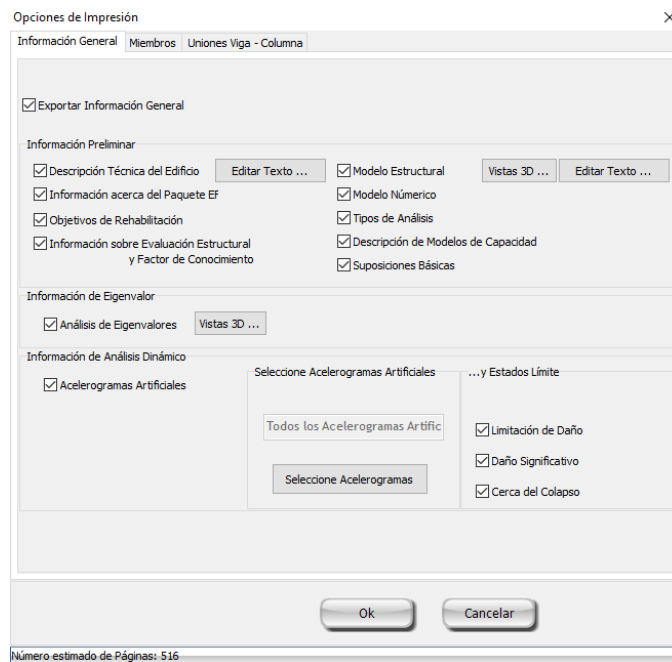 Opciones de Impresión
Información General Miembros Uniones Viga - Columna
Exportar Información General
Información Preliminar
Descripción Técnica del Edificio Editar Texto ... Modelo Estructural Vistas 3D ... Editar Texto ...
Información acerca del Paquete EF Modelo Númerico
Objetivos de Rehabilitación Tipos de Análisis
Información sobre Evaluación Estructural Descripción de Modelos de Capacidad
y Factor de Conocimiento Suposiciones Básicas
Información de Eigenvalor
Análisis de Eigenvalores Vistas 3D ...
Información de Análisis Dinámico
Acelerogramas Artificiales
Seleccione Acelerogramas Artificiales
Todos los Acelerogramas Artific
Seleccione Acelerogramas
...y Estados Límite
Limitación de Daño
Daño Significativo
Cerca del Colapso
Ok Cancelar
Número estimado de Páginas: 516